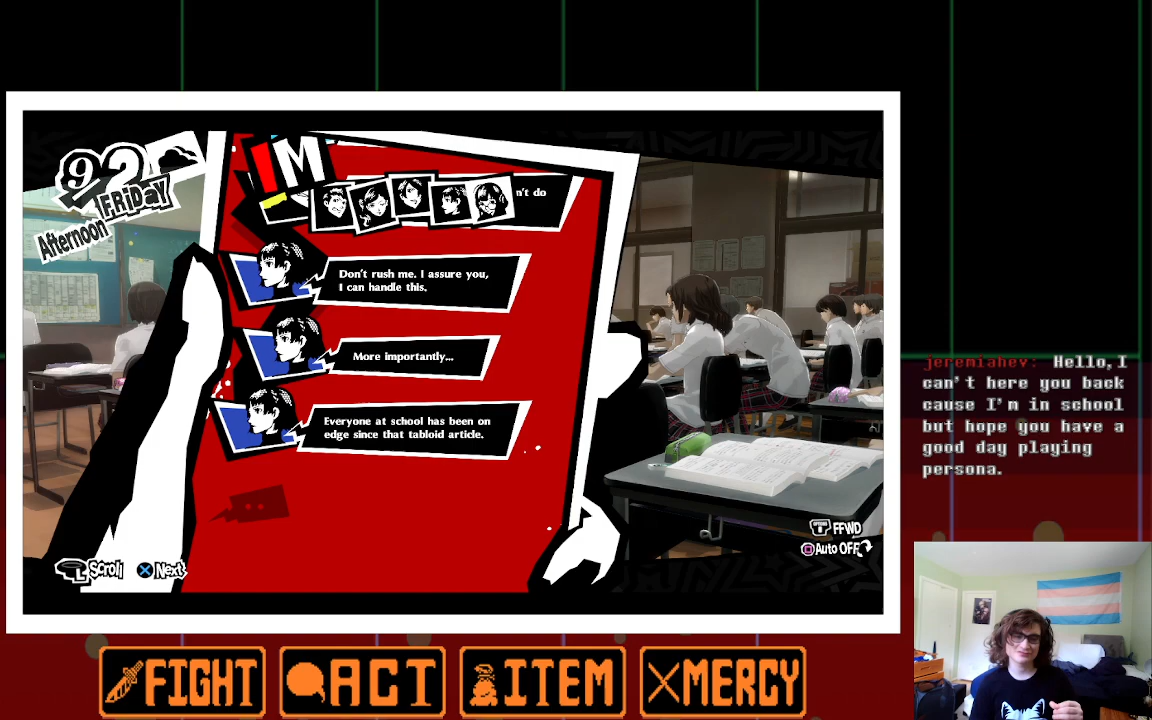 9/2
FRiDAY
Afternoon
IM
n't do
Don't rush me. I assure you,
I can handle this.
More importantly...
Everyone at school has been on
edge since that tabloid article.
L Scroll
Next
OPTIONS FFWD
Auto OFF
jeremiahev: Hello,I
can't here you back
cause I'm in school
but hope you have a
good day playing
persona.
FIGHT
ACT
ITEM
MERCY